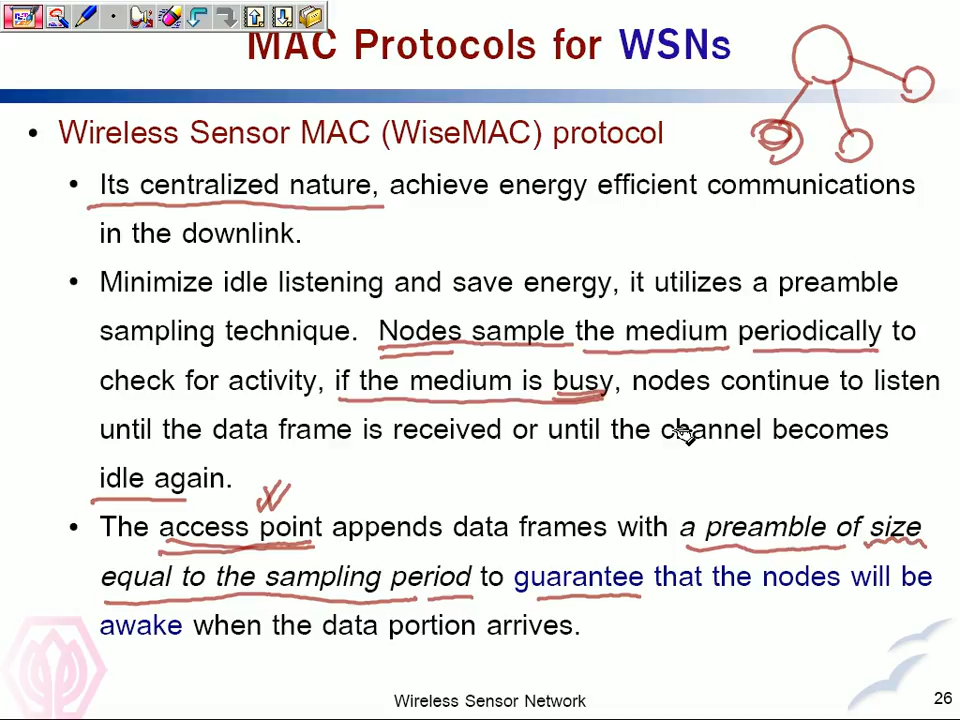 MAC Protocols for WSNs
• Wireless Sensor MAC (WiseMAC) protocol
• Its centralized nature, achieve energy efficient communications
in the downlink.
• Minimize idle listening and save energy, it utilizes a preamble
sampling technique. Nodes sample the medium periodically to
check for activity, if the medium is busy, nodes continue to listen
until the data frame is received or until the channel becomes
idle again.
• The access point appends data frames with a preamble of size
equal to the sampling period to guarantee that the nodes will be
awake when the data portion arrives.
Wireless Sensor Network
26